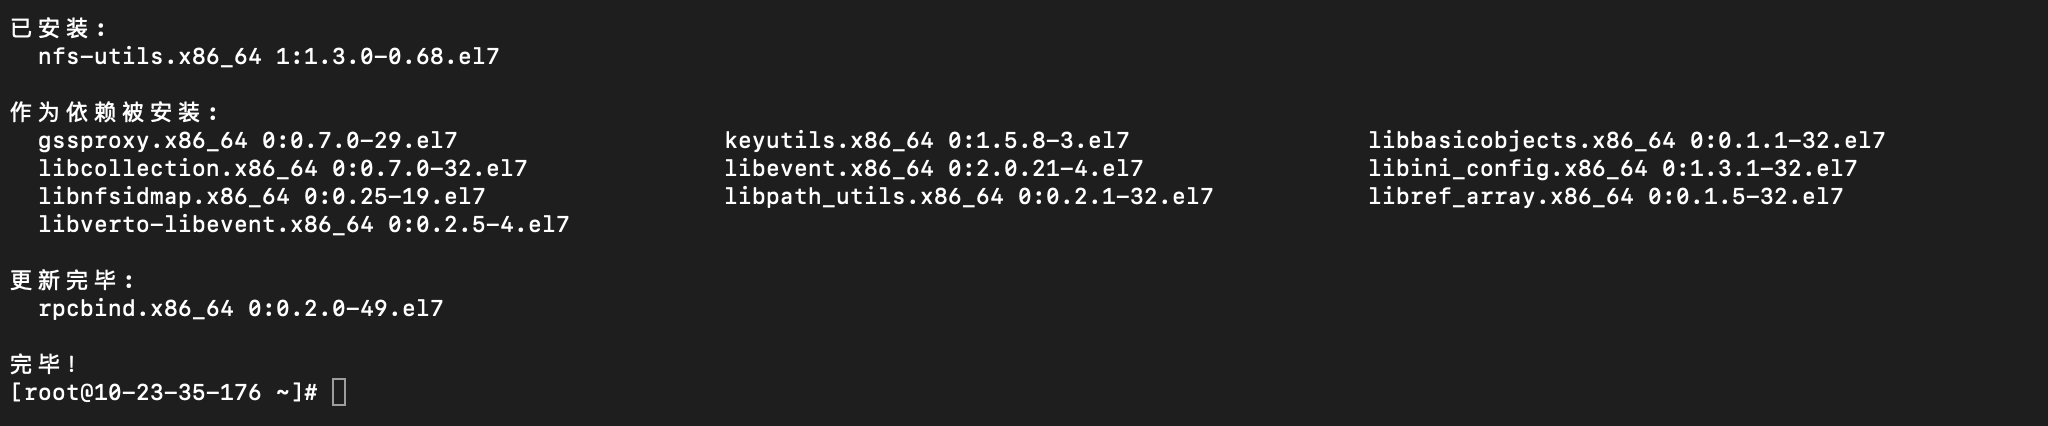 已安装:
nfs-utils.x86_64 1:1.3.0-0.68.el7
作为依赖被安装:
gssproxy.x86_64 0:0.7.0-29.el7 keyutils.x86_64 0:1.5.8-3.el7 libbasicobjects.x86_64 0:0.1.1-32.el7
libcollection.x86_64 0:0.7.0-32.el7 libevent.x86_64 0:2.0.21-4.el7 libini_config.x86_64 0:1.3.1-32.el7
libnfsidmap.x86_64 0:0.25-19.el7 libpath_utils.x86_64 0:0.2.1-32.el7 libref_array.x86_64 0:0.1.5-32.el7
libverto-libevent.x86_64 0:0.2.5-4.el7
更新完毕:
rpcbind.x86_64 0:0.2.0-49.el7
完毕!
[root@10-23-35-176 ~]#